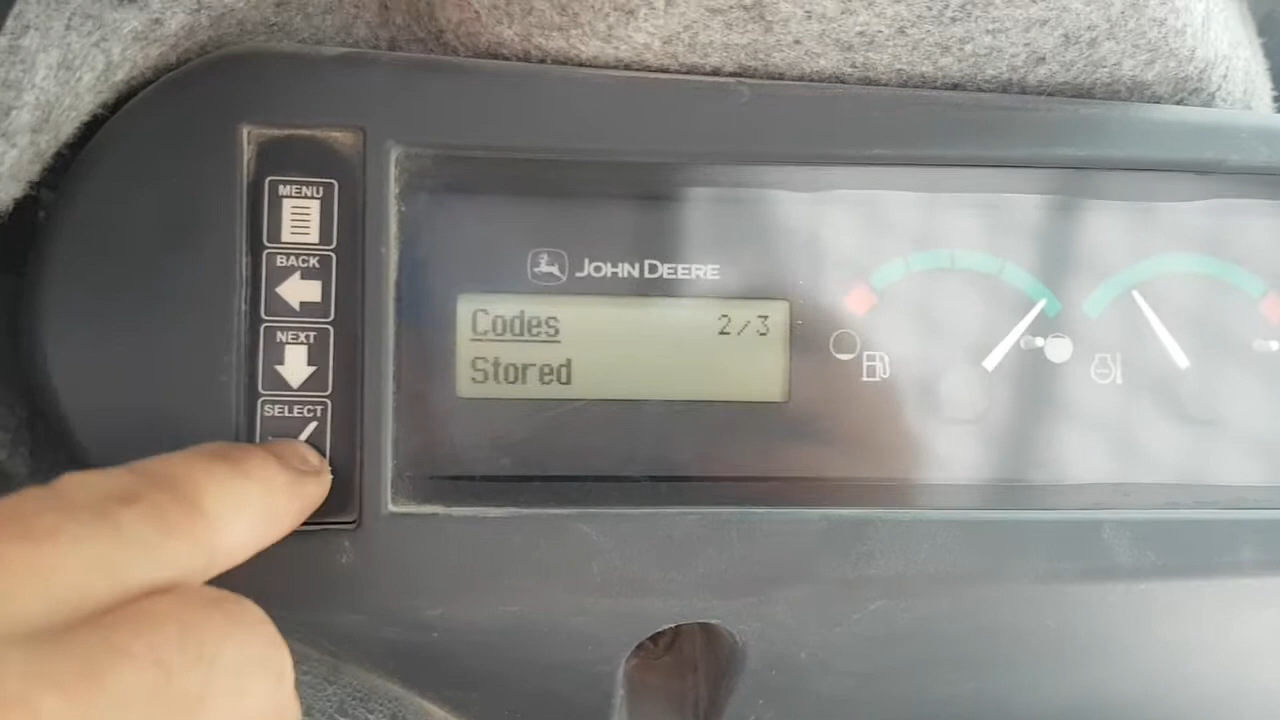 MENU
BACK
NEXT
SELECT
JOHN DEERE
Codes 2/3
Stored